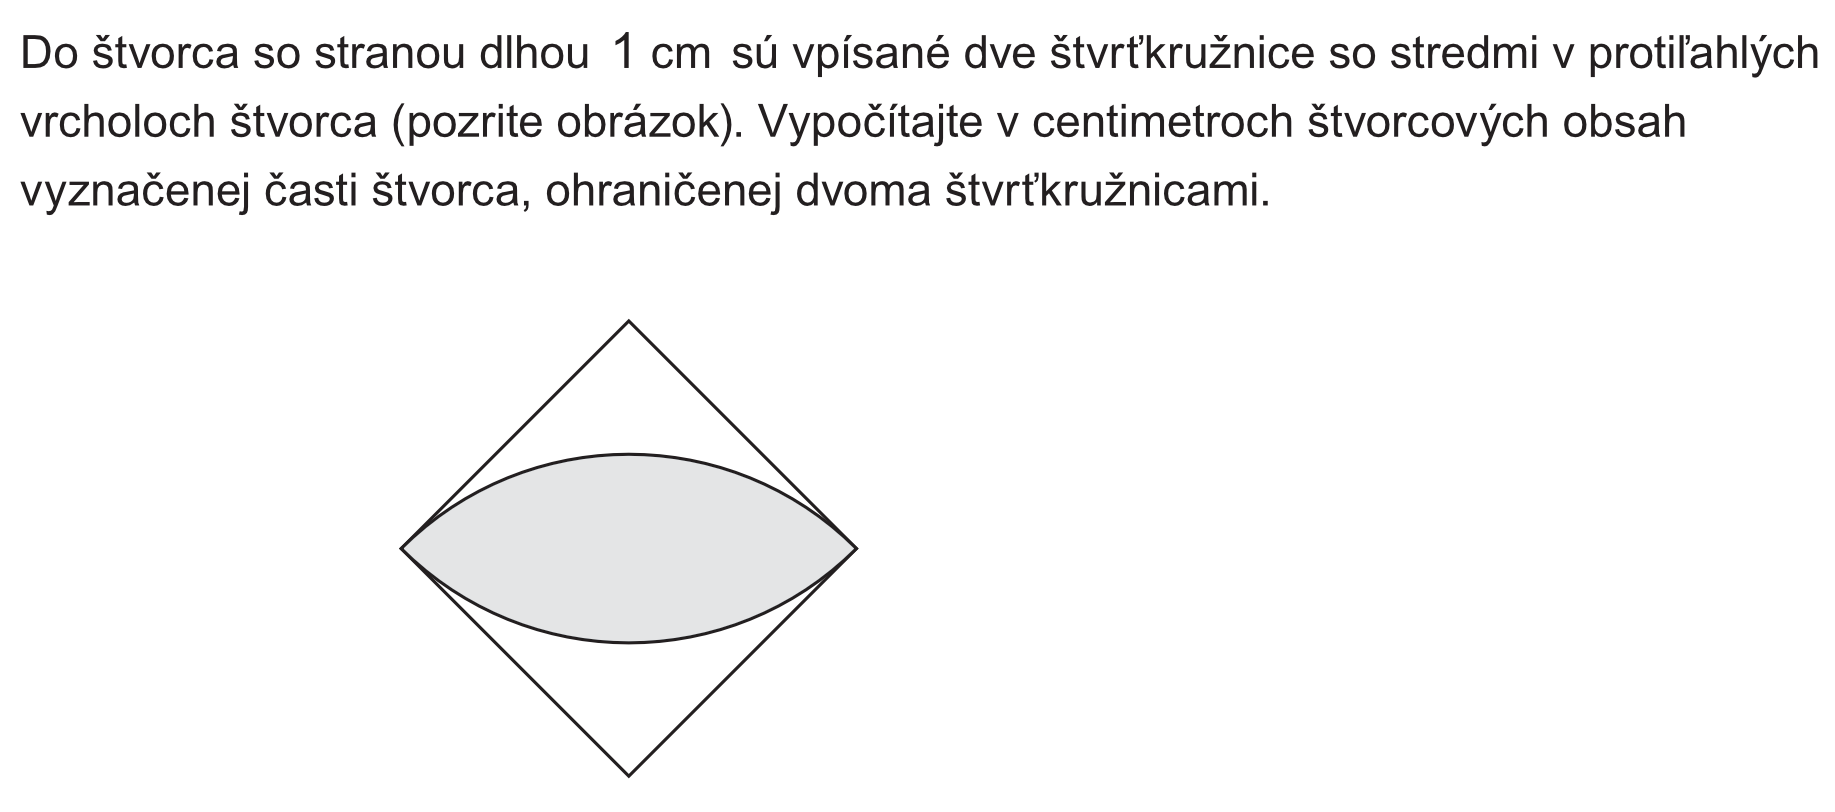 Do štvorca so stranou dlhou 1 cm sú vpísané dve štvrťkružnice so stredmi v protiľahlých
vrcholoch štvorca (pozrite obrázok). Vypočítajte v centimetroch štvorcových obsah
vyznačenej časti štvorca, ohraničenej dvoma štvrťkružnicami.